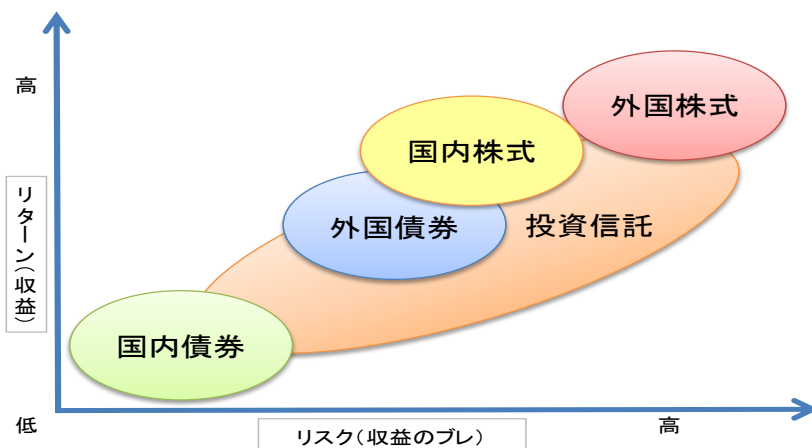 高
外国株式
国内株式
リターン(収益)
外国債券
投資信託
国内債券
低
リスク(収益のブレ)
高